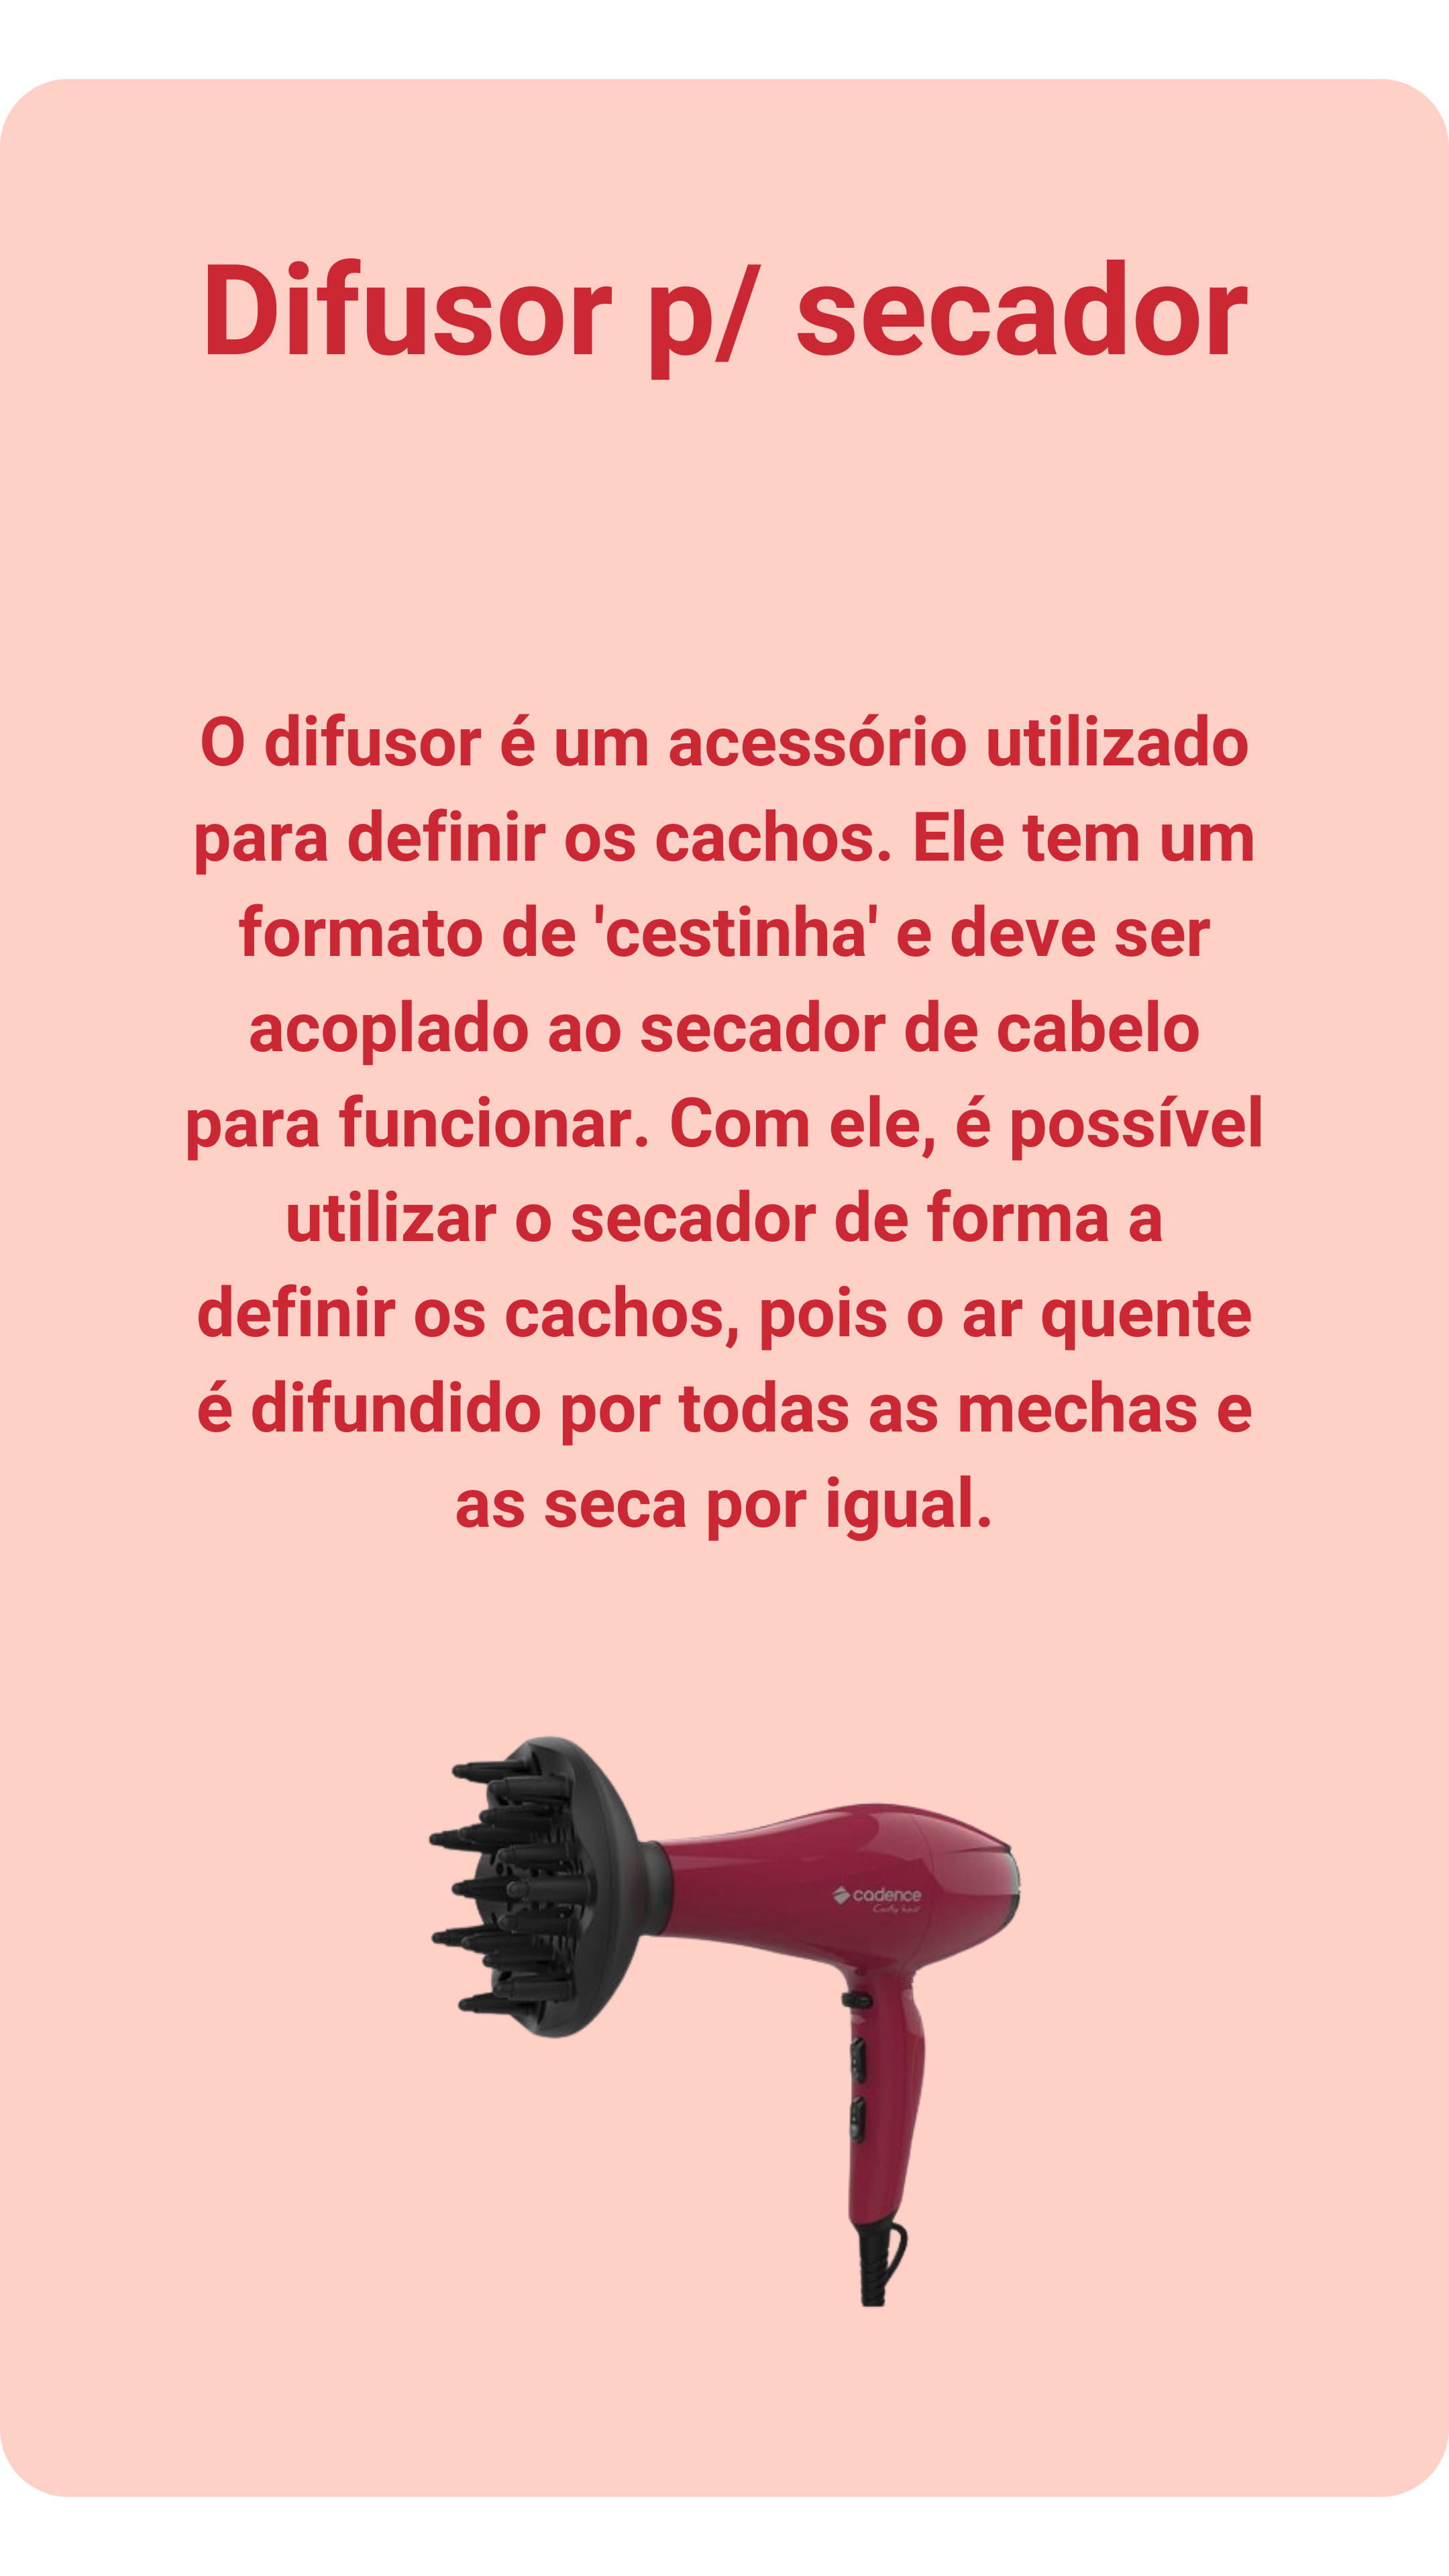 Difusor p/ secador
O difusor é um acessório utilizado
para definir os cachos. Ele tem um
formato de 'cestinha' e deve ser
acoplado ao secador de cabelo
para funcionar. Com ele, é possível
utilizar o secador de forma a
definir os cachos, pois o ar quente
é difundido por todas as mechas e
as seca por igual.
cadence
Curly hair